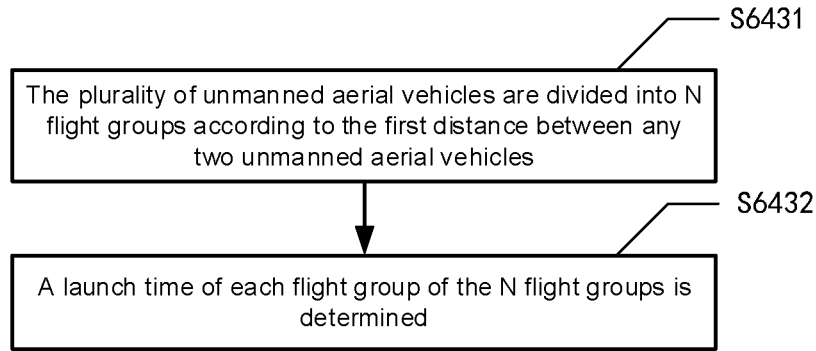 S6431
The plurality of unmanned aerial vehicles are divided into N
flight groups according to the first distance between any
two unmanned aerial vehicles
S6432
A launch time of each flight group of the N flight groups is
determined